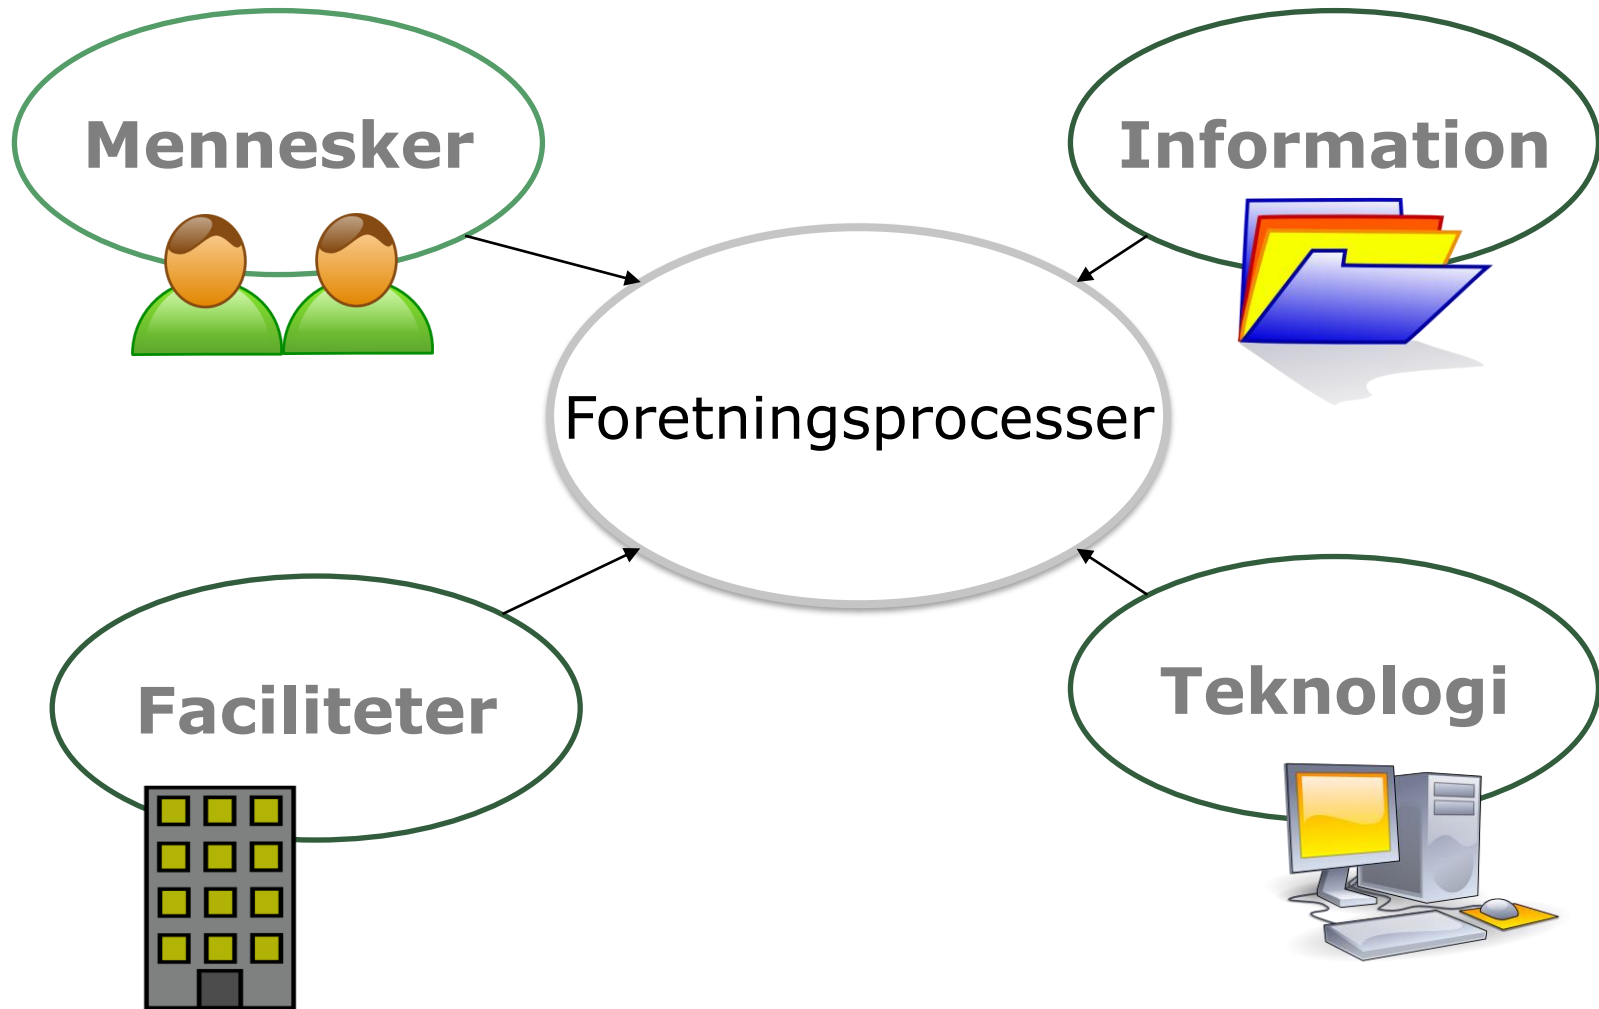 Mennesker
Information
Foretningsprocesser
Faciliteter
Teknologi